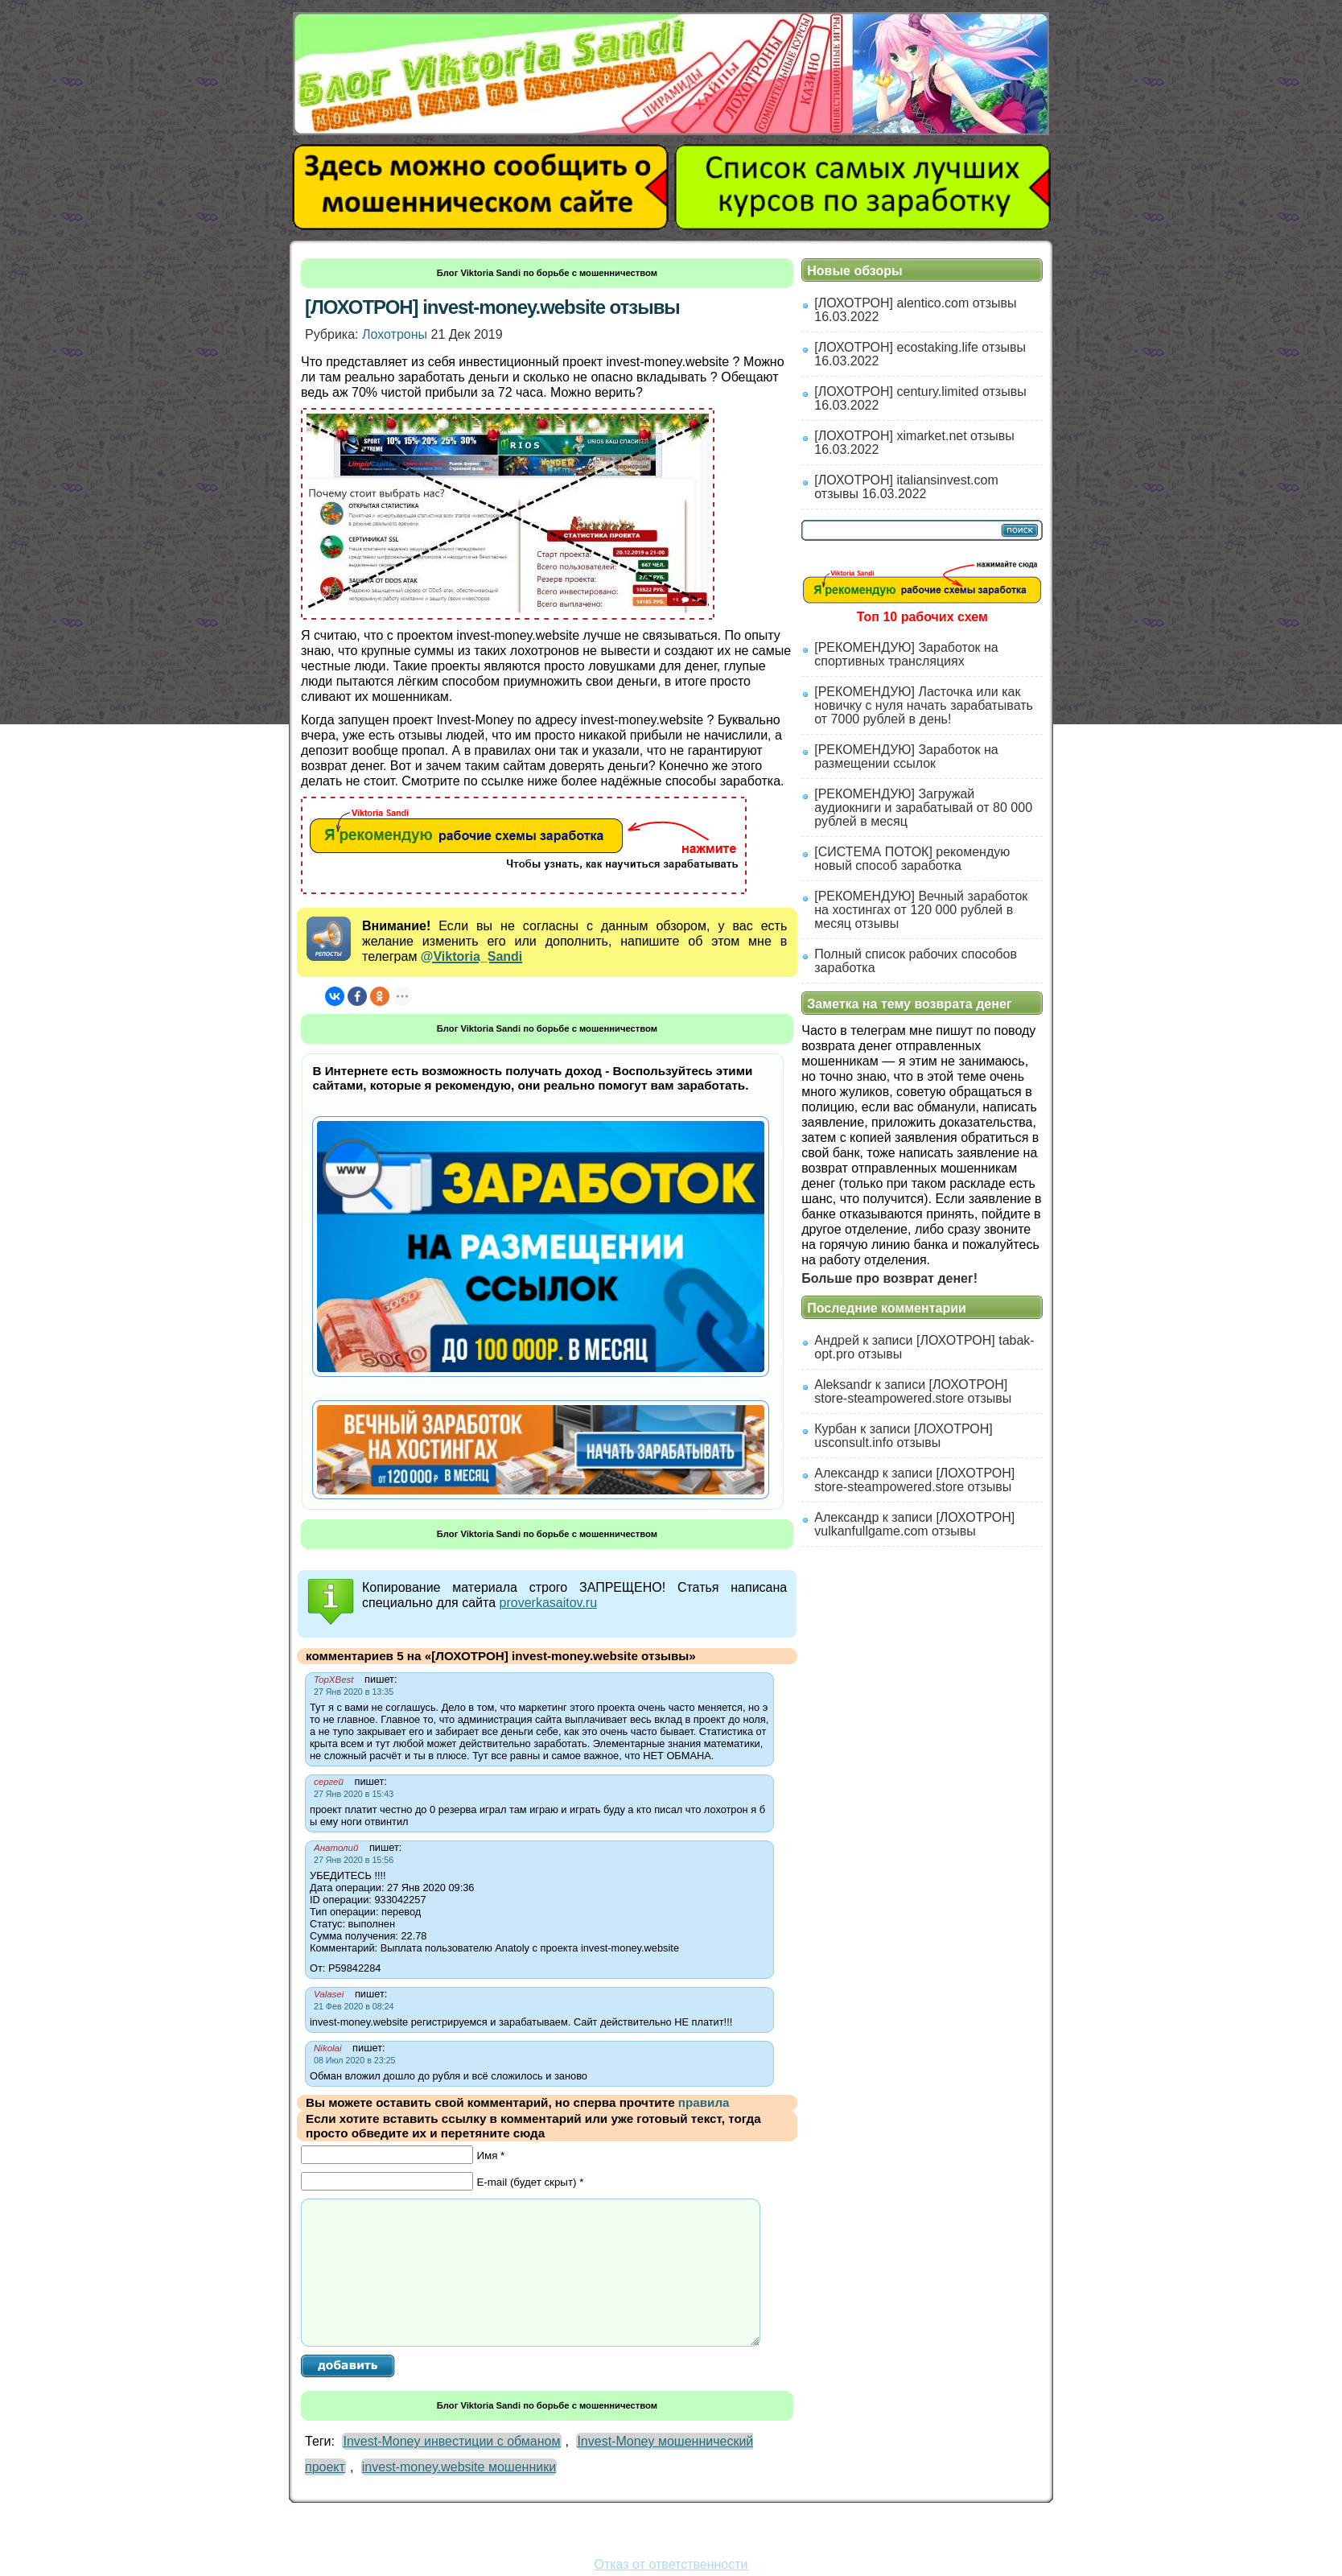 Блог Viktoria Sandi
мощный удар по лохотронам
ПИРАМИДЫ
ХАЙПЫ
ЛОХОТРОНЫ
СОМНИТЕЛЬНЫЕ КУРСЫ
КАЗИНО
ИНВЕСТИЦИОННЫЕ ИГРЫ
Здесь можно сообщить о
мошенническом сайте
Список самых лучших
курсов по заработку
Блог Viktoria Sandi по борьбе с мошенничеством
[ЛОХОТРОН] invest-money.website отзывы
Рубрика: Лохотроны 21 Дек 2019
Что представляет из себя инвестиционный проект invest-money.website ? Можно
ли там реально заработать деньги и сколько не опасно вкладывать ? Обещают
ведь аж 70% чистой прибыли за 72 часа. Можно верить?
SPORT 10% 15% 20% 25% 30%
EXTREME
RIOS
URIOS ВАШ СПАСИТЕ
Почему стоит выбрать нас?
ОТКРЫТАЯ СТАТИСТИКА
Понятная и исчерпывающая статистика всех этапов инвестиро
в режиме реального времени.
СЕРТИФИКАТ SSL
ЗАЩИТА ОТ DDOS АТАК
СТАТИСТИКА ПРОЕКТА
Старт проекта:
20.12.2019 в 21-00
Всего пользователей:
667 ЧЕЛ.
Резерв проекта:
Всего инвестировано:
16922 РУБ.
Всего выплачено:
54185 РУБ.
Я считаю, что с проектом invest-money.website лучше не связываться. По опыту
знаю, что крупные суммы из таких лохотронов не вывести и создают их не самые
честные люди. Такие проекты являются просто ловушками для денег, глупые
люди пытаются лёгким способом приумножить свои деньги, в итоге просто
сливают их мошенникам.
Когда запущен проект Invest-Money по адресу invest-money.website ? Буквально
вчера, уже есть отзывы людей, что им просто никакой прибыли не начислили, а
депозит вообще пропал. А в правилах они так и указали, что не гарантируют
возврат денег. Вот и зачем таким сайтам доверять деньги? Конечно же этого
делать не стоит. Смотрите по ссылке ниже более надёжные способы заработка.
Viktoria Sandi
Я рекомендую рабочие схемы заработка
нажмите
Чтобы узнать, как научиться зарабатывать
РЕПОСТЫ
Внимание! Если вы не согласны с данным обзором, у вас есть
желание изменить его или дополнить, напишите об этом мне в
телеграм @Viktoria_Sandi
Блог Viktoria Sandi по борьбе с мошенничеством
В Интернете есть возможность получать доход - Воспользуйтесь этими
сайтами, которые я рекомендую, они реально помогут вам заработать.
WWW
ЗАРАБОТОК
НА РАЗМЕЩЕНИИ
ССЫЛОК
ДО 100 000Р. В МЕСЯЦ
5000
ВЕЧНЫЙ ЗАРАБОТОК
НА ХОСТИНГАХ
ОТ 120 000 ₽ В МЕСЯЦ
НАЧАТЬ ЗАРАБАТЫВАТЬ
Блог Viktoria Sandi по борьбе с мошенничеством
Копирование материала строго ЗАПРЕЩЕНО! Статья написана
специально для сайта proverkasaitov.ru
комментариев 5 на «[ЛОХОТРОН] invest-money.website отзывы»
TopXBest пишет:
27 Янв 2020 в 13:35
Тут я с вами не соглашусь. Дело в том, что маркетинг этого проекта очень часто меняется, но э
то не главное. Главное то, что администрация сайта выплачивает весь вклад в проект до ноля,
а не тупо закрывает его и забирает все деньги себе, как это очень часто бывает. Статистика от
крыта всем и тут любой может действительно заработать. Элементарные знания математики,
не сложный расчёт и ты в плюсе. Тут все равны и самое важное, что НЕТ ОБМАНА.
сергей пишет:
27 Янв 2020 в 15:43
проект платит честно до 0 резерва играл там играю и играть буду а кто писал что лохотрон я б
ы ему ноги отвинтил
Анатолий пишет:
27 Янв 2020 в 15:56
УБЕДИТЕСЬ !!!!
Дата операции: 27 Янв 2020 09:36
ID операции: 933042257
Тип операции: перевод
Статус: выполнен
Сумма получения: 22.78
Комментарий: Выплата пользователю Anatoly с проекта invest-money.website
От: P59842284
Valasei пишет:
21 Фев 2020 в 08:24
invest-money.website регистрируемся и зарабатываем. Сайт действительно НЕ платит!!!
Nikolai пишет:
08 Июл 2020 в 23:25
Обман вложил дошло до рубля и всё сложилось и заново
Вы можете оставить свой комментарий, но сперва прочтите правила
Если хотите вставить ссылку в комментарий или уже готовый текст, тогда
просто обведите их и перетяните сюда
Имя *
E-mail (будет скрыт) *
добавить
Блог Viktoria Sandi по борьбе с мошенничеством
Теги: Invest-Money инвестиции с обманом , Invest-Money мошеннический
проект , invest-money.website мошенники
Новые обзоры
[ЛОХОТРОН] alentico.com отзывы
16.03.2022
[ЛОХОТРОН] ecostaking.life отзывы
16.03.2022
[ЛОХОТРОН] century.limited отзывы
16.03.2022
[ЛОХОТРОН] ximarket.net отзывы
16.03.2022
[ЛОХОТРОН] italiansinvest.com
отзывы 16.03.2022
ПОИСК
нажимайте сюда
Viktoria Sandi
Я рекомендую рабочие схемы заработка
Топ 10 рабочих схем
[РЕКОМЕНДУЮ] Заработок на
спортивных трансляциях
[РЕКОМЕНДУЮ] Ласточка или как
новичку с нуля начать зарабатывать
от 7000 рублей в день!
[РЕКОМЕНДУЮ] Заработок на
размещении ссылок
[РЕКОМЕНДУЮ] Загружай
аудиокниги и зарабатывай от 80 000
рублей в месяц
[СИСТЕМА ПОТОК] рекомендую
новый способ заработка
[РЕКОМЕНДУЮ] Вечный заработок
на хостингах от 120 000 рублей в
месяц отзывы
Полный список рабочих способов
заработка
Заметка на тему возврата денег
Часто в телеграм мне пишут по поводу
возврата денег отправленных
мошенникам — я этим не занимаюсь,
но точно знаю, что в этой теме очень
много жуликов, советую обращаться в
полицию, если вас обманули, написать
заявление, приложить доказательства,
затем с копией заявления обратиться в
свой банк, тоже написать заявление на
возврат отправленных мошенникам
денег (только при таком раскладе есть
шанс, что получится). Если заявление в
банке отказываются принять, пойдите в
другое отделение, либо сразу звоните
на горячую линию банка и пожалуйтесь
на работу отделения.
Больше про возврат денег!
Последние комментарии
Андрей к записи [ЛОХОТРОН] tabak-
opt.pro отзывы
Aleksandr к записи [ЛОХОТРОН]
store-steampowered.store отзывы
Курбан к записи [ЛОХОТРОН]
usconsult.info отзывы
Александр к записи [ЛОХОТРОН]
store-steampowered.store отзывы
Александр к записи [ЛОХОТРОН]
vulkanfullgame.com отзывы
Отказ от ответственности